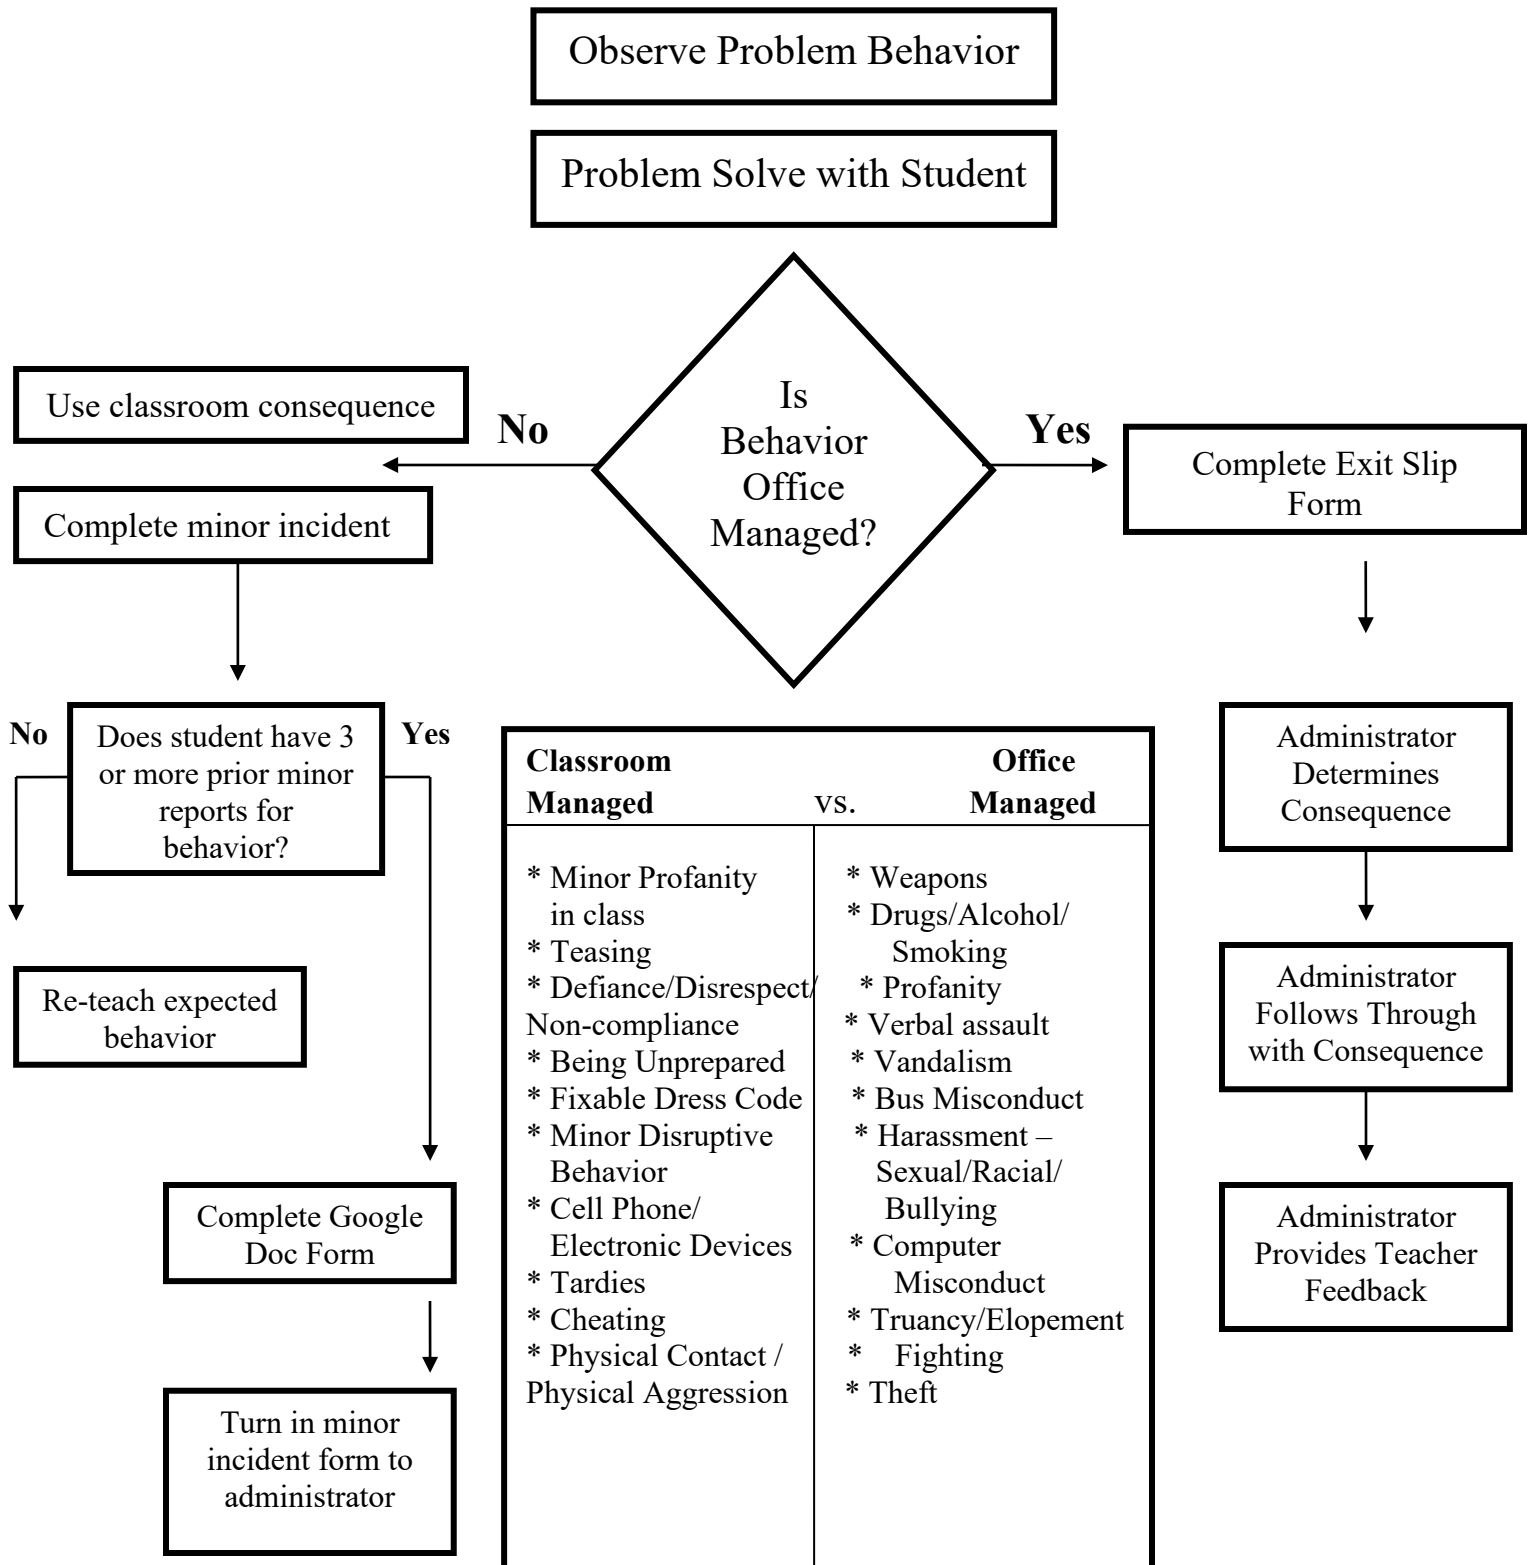 Observe Problem Behavior
Problem Solve with Student
Is
Behavior
Office
Managed?
No
Yes
Use classroom consequence
Complete minor incident
Complete Exit Slip
Form
No
Does student have 3
or more prior minor
reports for
behavior?
Yes
Re-teach expected
behavior
Complete Google
Doc Form
Turn in minor
incident form to
administrator
Classroom
Managed
vs.
Office
Managed
* Minor Profanity
in class
* Teasing
* Defiance/Disrespect/
Non-compliance
* Being Unprepared
* Fixable Dress Code
* Minor Disruptive
Behavior
* Cell Phone/
Electronic Devices
* Tardies
* Cheating
* Physical Contact /
Physical Aggression
* Weapons
* Drugs/Alcohol/
Smoking
* Profanity
* Verbal assault
* Vandalism
* Bus Misconduct
* Harassment –
Sexual/Racial/
Bullying
* Computer
Misconduct
* Truancy/Elopement
* Fighting
* Theft
Administrator
Determines
Consequence
Administrator
Follows Through
with Consequence
Administrator
Provides Teacher
Feedback